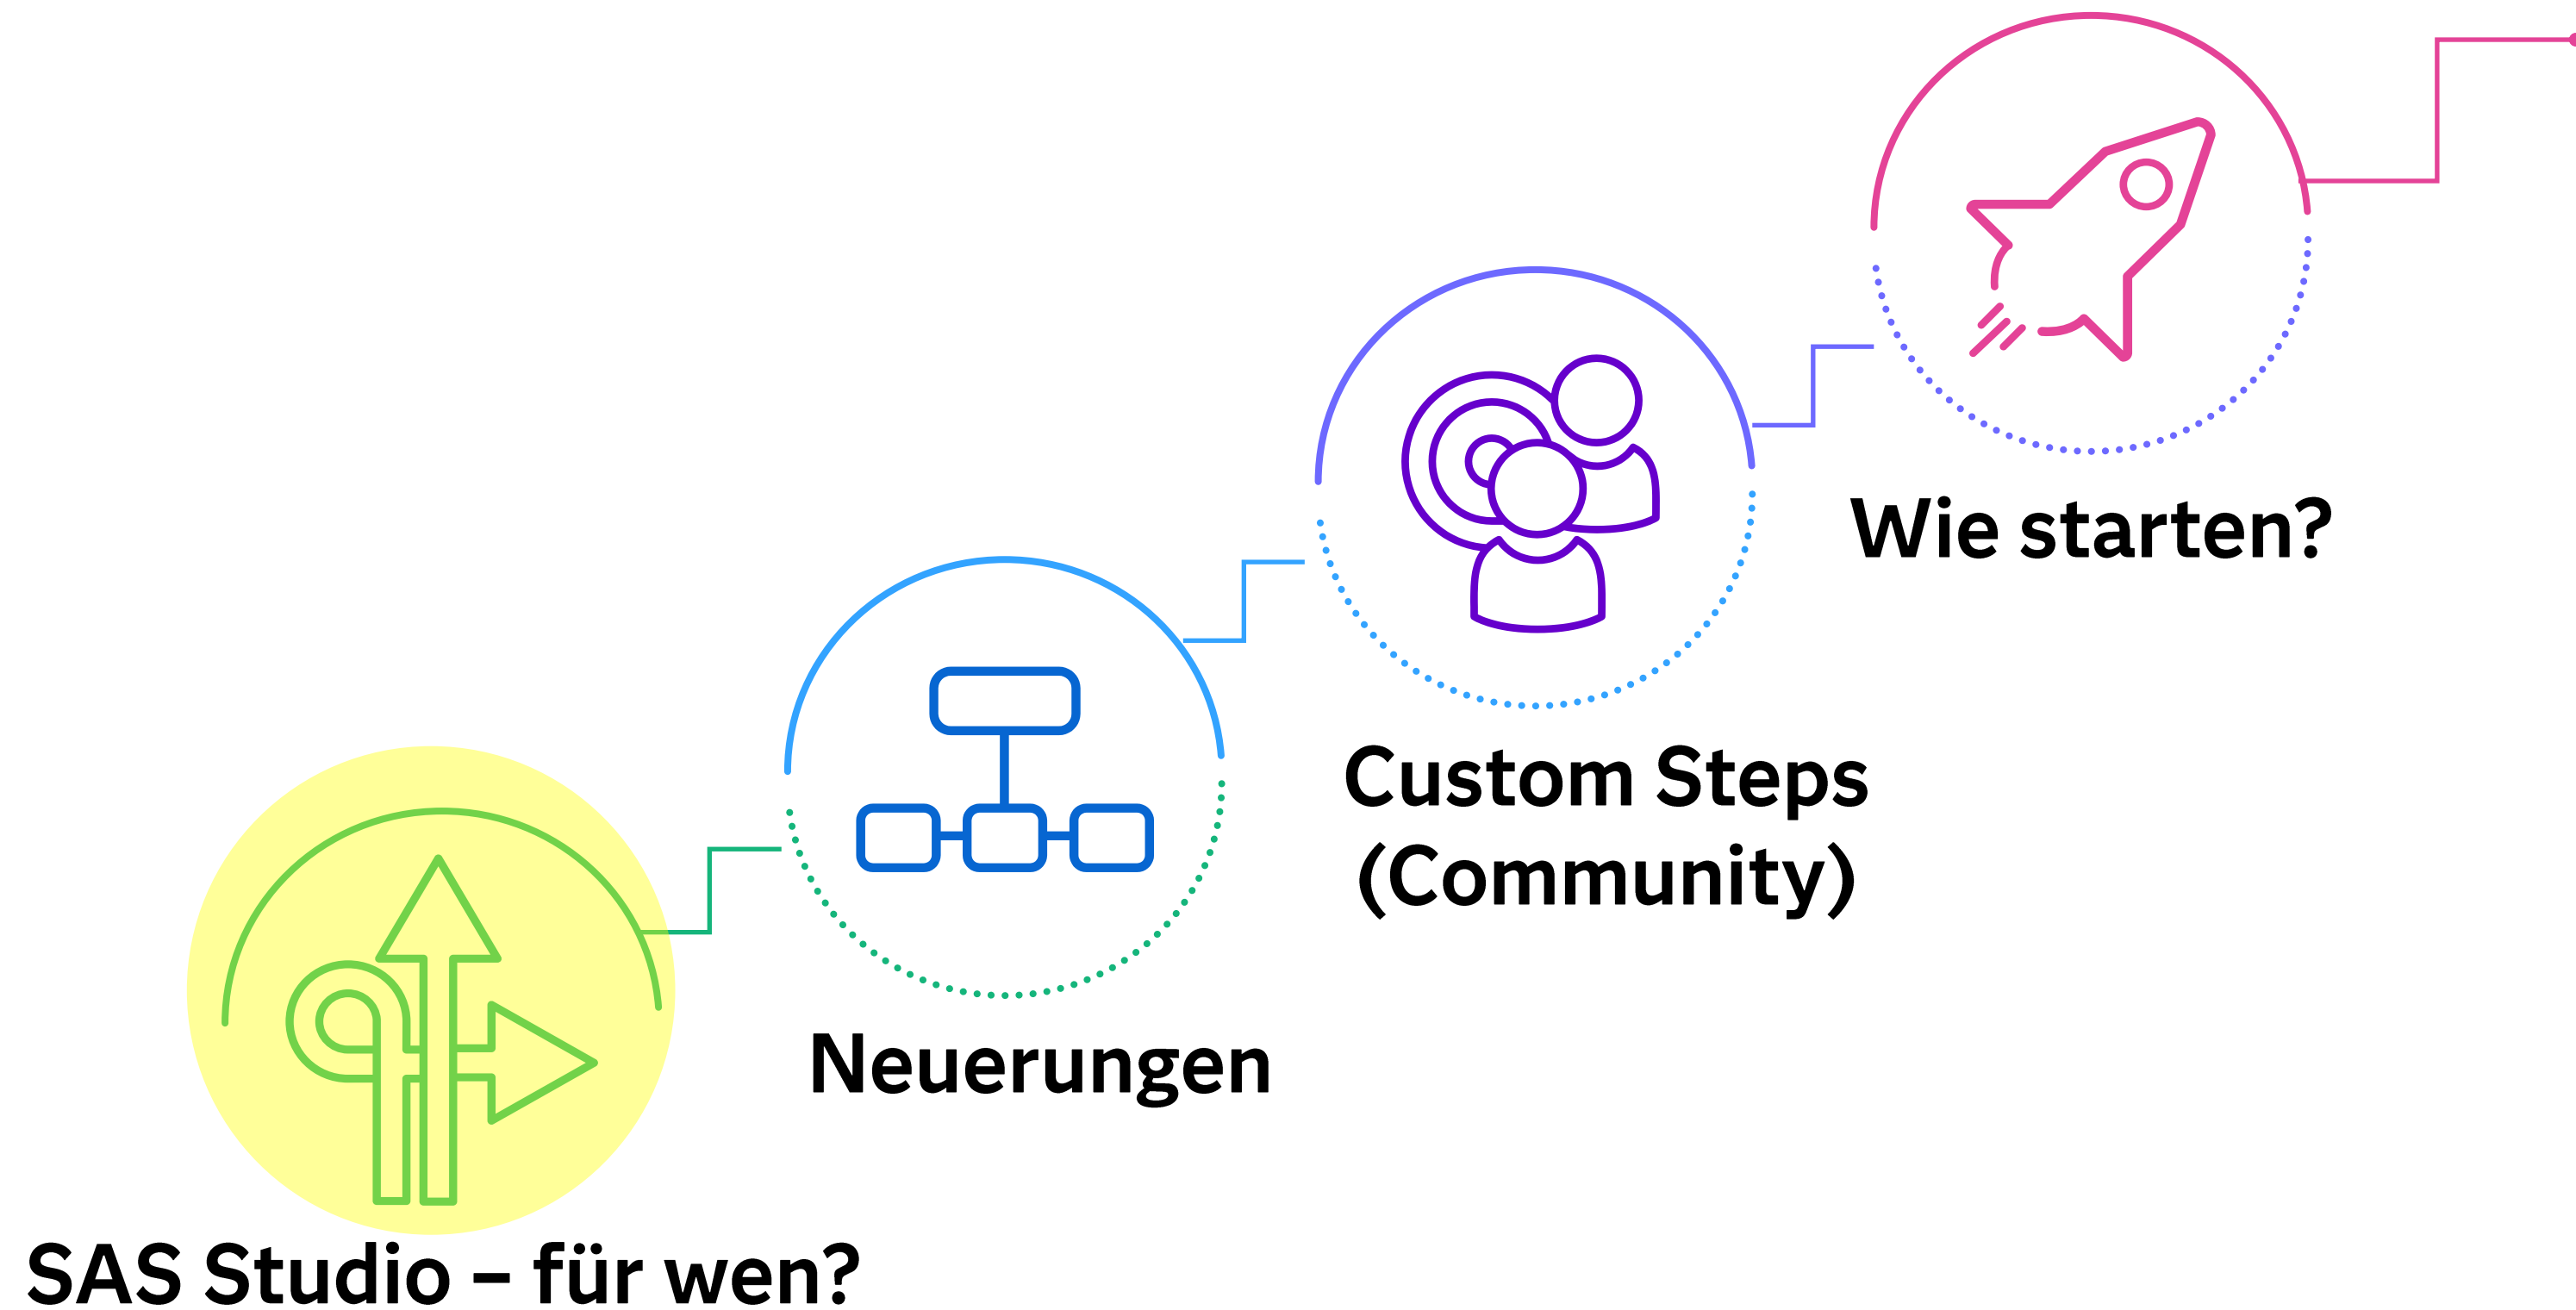 SAS Studio – für wen?
Neuerungen
Custom Steps
(Community)
Wie starten?